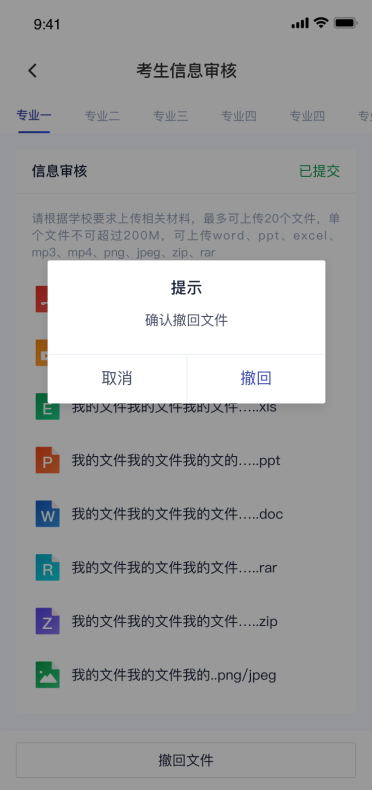 9:41
考生信息审核
专业一 专业二 专业三 专业四 专业四 专
信息审核 已提交
请根据学校要求上传相关材料，最多可上传20个文件，单
个文件不可超过200M，可上传word、ppt、excel、
mp3、mp4、png、jpeg、zip、rar
提示
确认撤回文件
取消 撤回
E 我的文件我的文件我的文件.....xls
P 我的文件我的文件我的文的.....ppt
W 我的文件我的文件我的文件.....doc
R 我的文件我的文件我的文件.....rar
Z 我的文件我的文件我的文件.....zip
我的文件我的文件我的..png/jpeg
撤回文件